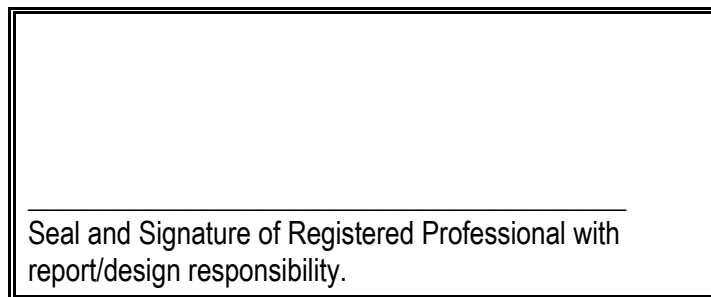 Seal and Signature of Registered Professional with
report/design responsibility.